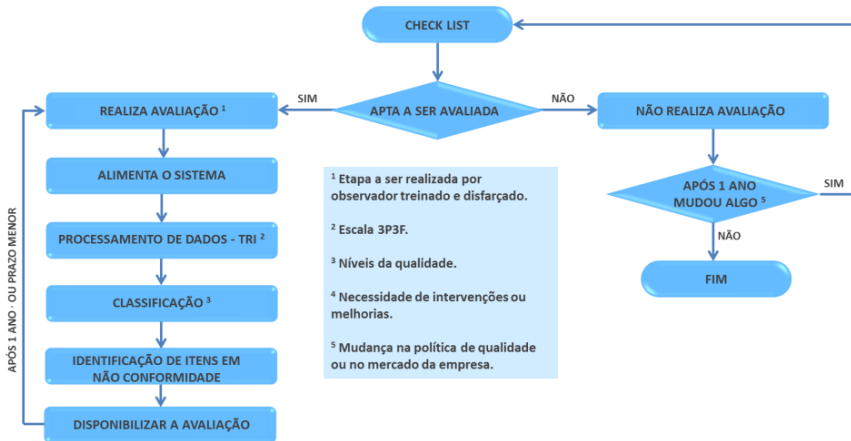 CHECK LIST
SIM
NÃO
REALIZA AVALIAÇÃO ¹
APTA A SER AVALIADA
NÃO REALIZA AVALIAÇÃO
ALIMENTA O SISTEMA
PROCESSAMENTO DE DADOS - TRI ²
CLASSIFICAÇÃO ³
IDENTIFICAÇÃO DE ITENS EM
NÃO CONFORMIDADE
DISPONIBILIZAR A AVALIAÇÃO
APÓS 1 ANO - OU PRAZO MENOR
¹ Etapa a ser realizada por
observador treinado e disfarçado.
² Escala 3P3F.
³ Níveis da qualidade.
⁴ Necessidade de intervenções ou
melhorias.
⁵ Mudança na política de qualidade
ou no mercado da empresa.
APÓS 1 ANO
MUDOU ALGO ⁵
SIM
NÃO
FIM